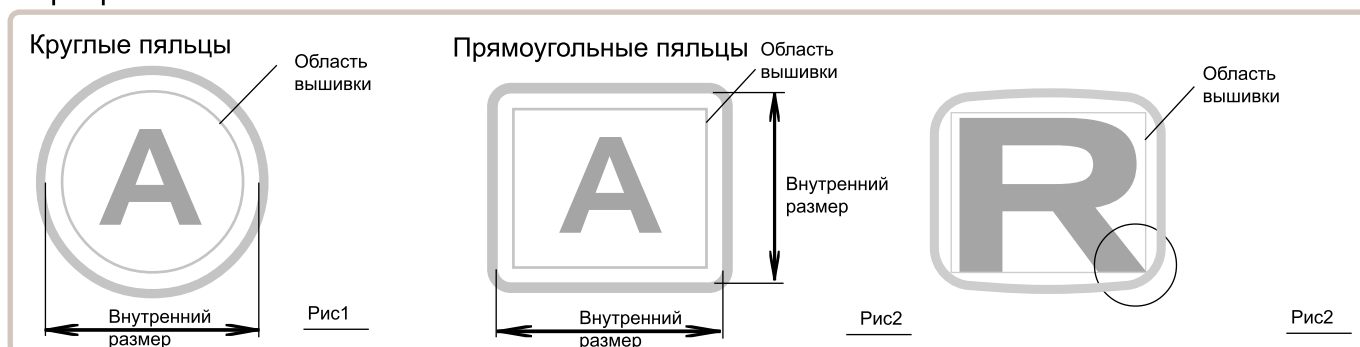 Круглые пяльцы
Область
вышивки
А
Внутренний
размер
Рис1
Прямоугольные пяльцы
Область
вышивки
А
Внутренний
размер
Внутренний
размер
Рис2
Область
вышивки
R
Рис2